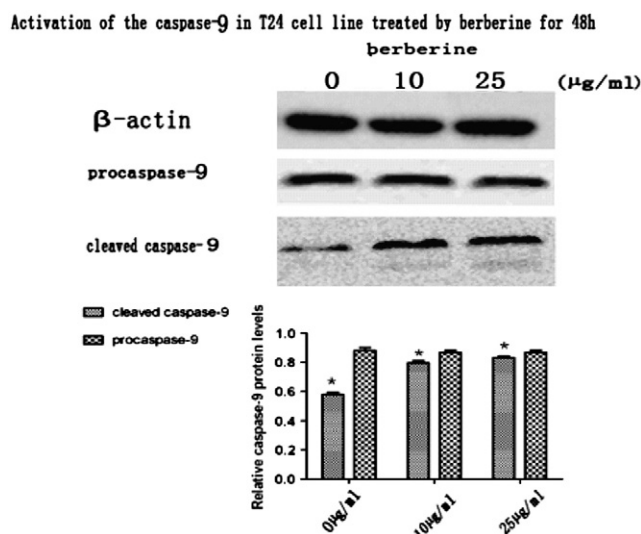 Activation of the caspase-9 in T24 cell line treated by berberine for 48h
berberine
0 10 25 (μg/ml)
β-actin
procaspase-9
cleaved caspase-9
cleaved caspase-9
procaspase-9
Relative caspase-9 protein levels
1.0
0.8
0.6
0.4
0.2
0.0
* * *
0μg/ml 10μg/ml 25μg/ml